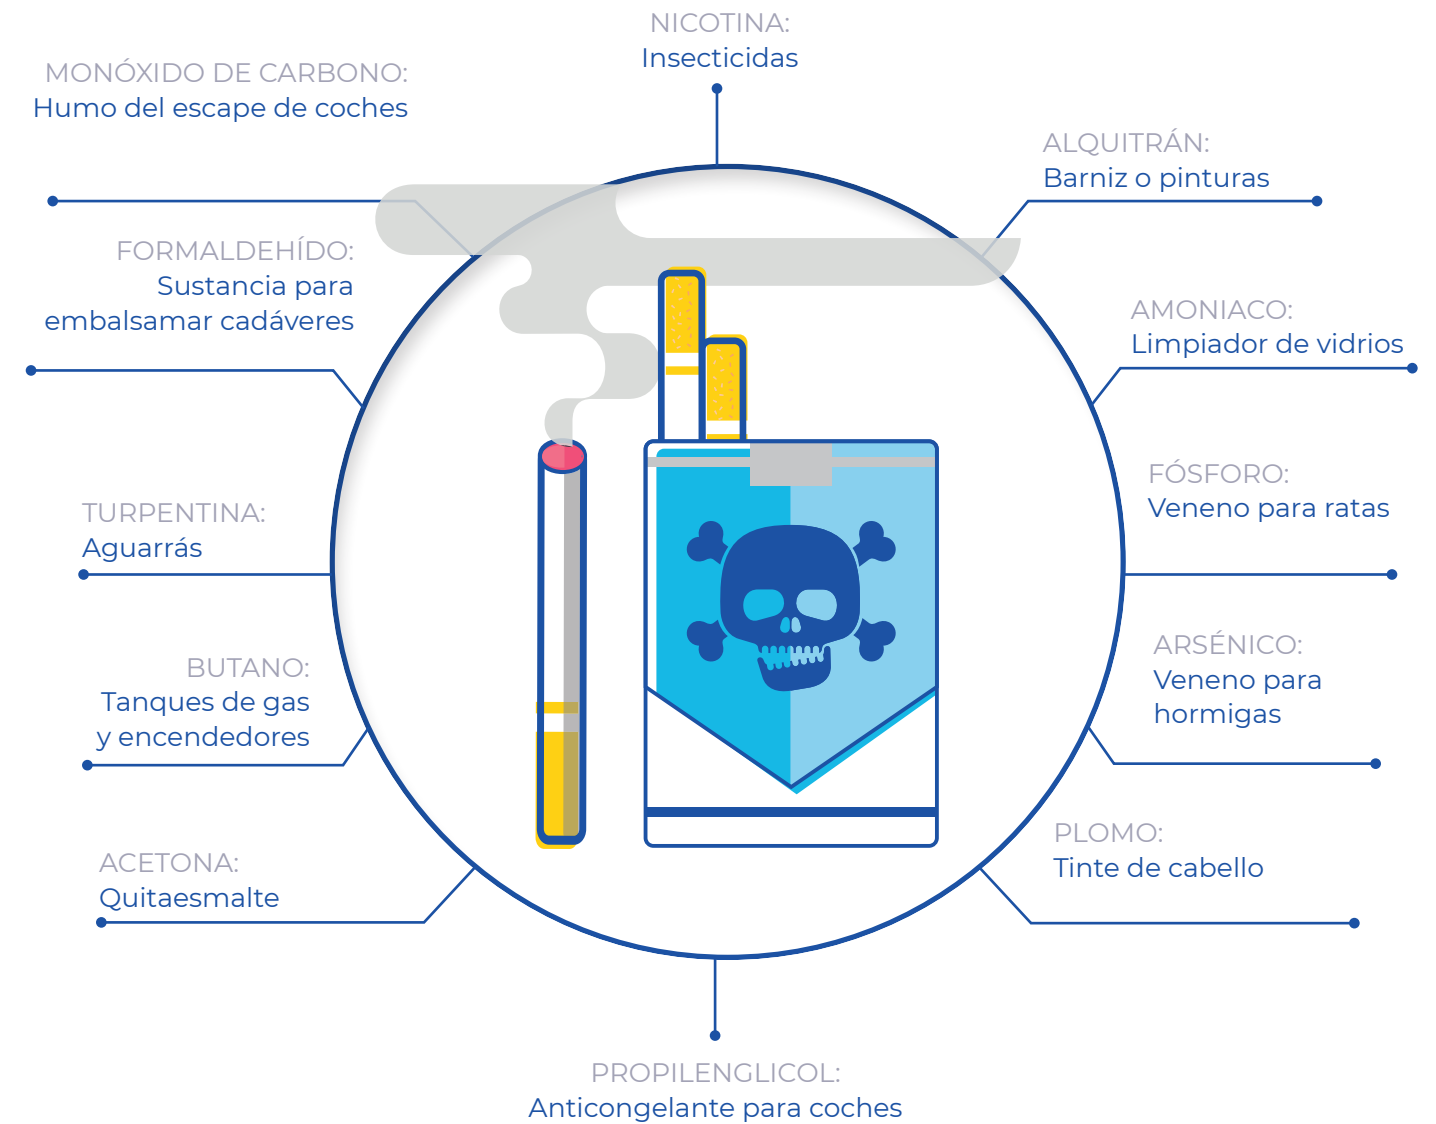 NICOTINA:
Insecticidas
MONÓXIDO DE CARBONO:
Humo del escape de coches
ALQUITRÁN:
Barniz o pinturas
FORMALDEHÍDO:
Sustancia para
embalsamar cadáveres
AMONIACO:
Limpiador de vidrios
TURPENTINA:
Aguarrás
FÓSFORO:
Veneno para ratas
BUTANO:
Tanques de gas
y encendedores
ARSÉNICO:
Veneno para
hormigas
ACETONA:
Quitaesmalte
PLOMO:
Tinte de cabello
PROPILENGLICOL:
Anticongelante para coches